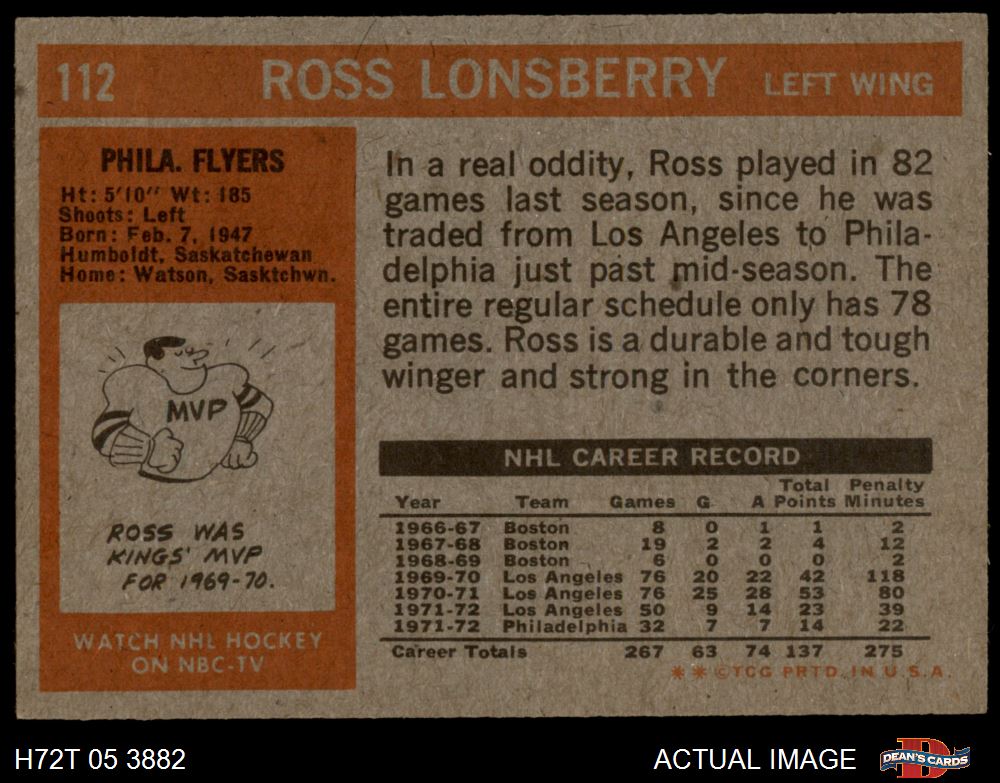 112 ROSS LONSBERRY LEFT WING
PHILA. FLYERS
Ht: 5'10" Wt: 185
Shoots: Left
Born: Feb. 7, 1947
Humboldt, Saskatchewan
Home: Watson, Sasktchwn.
MVP
ROSS WAS
KINGS' MVP
FOR 1969-70.
WATCH NHL HOCKEY
ON NBC-TV
In a real oddity, Ross played in 82
games last season, since he was
traded from Los Angeles to Phila-
delphia just past mid-season. The
entire regular schedule only has 78
games. Ross is a durable and tough
winger and strong in the corners.
NHL CAREER RECORD
Year Team Games G A Total Points Penalty Minutes
1966-67 Boston 8 0 1 1 2
1967-68 Boston 19 2 2 4 12
1968-69 Boston 6 0 0 0 2
1969-70 Los Angeles 76 20 22 42 118
1970-71 Los Angeles 76 25 28 53 80
1971-72 Los Angeles 50 9 14 23 39
1971-72 Philadelphia 32 7 7 14 22
Career Totals 267 63 74 137 275
* * ©TCG PRTD. IN U.S.A.
H72T 05 3882 ACTUAL IMAGE DEAN'S CARDS